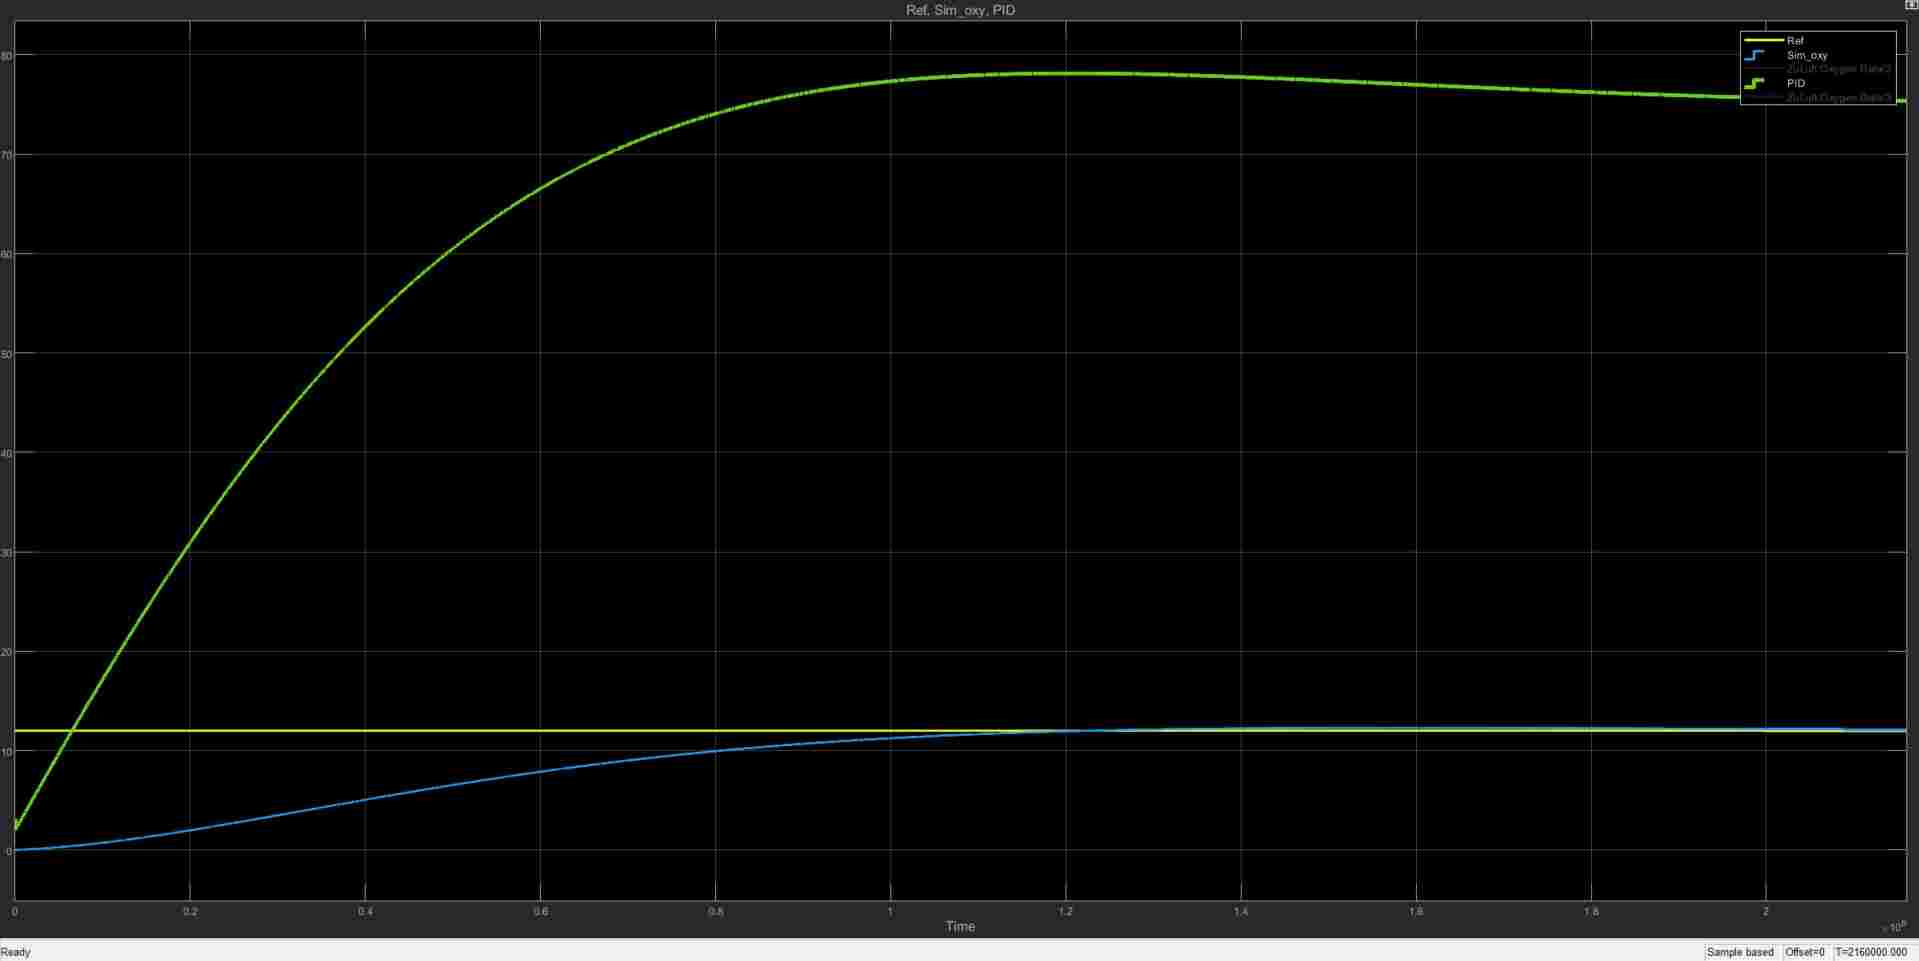 Ref, Sim_oxy, PID
Ref
Sim_oxy
PID
80
70
60
50
40
30
20
10
0
0 0.2 0.4 0.6 0.8 1 1.2 1.4 1.6 1.8 2
Time
Ready
Sample based Offset=0 T=2160000.000